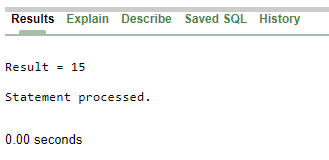 Results Explain Describe Saved SQL History
Result = 15
Statement processed.
0.00 seconds